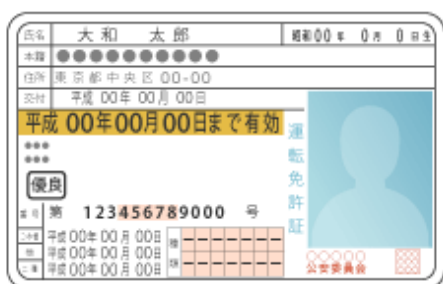 氏名 大和 太郎 昭和00年 0月 0日生
本籍 ●●●●●●●●●●
住所 東京都中央区00-00
交付 平成 00年 00月 00日
平成 00年00月00日まで有効
●●●
●●●
優良
番号 第 123456789000 号
平成00年00月00日
平成00年00月00日
平成00年00月00日
種類
運転免許証
○○○○○
公安委員会